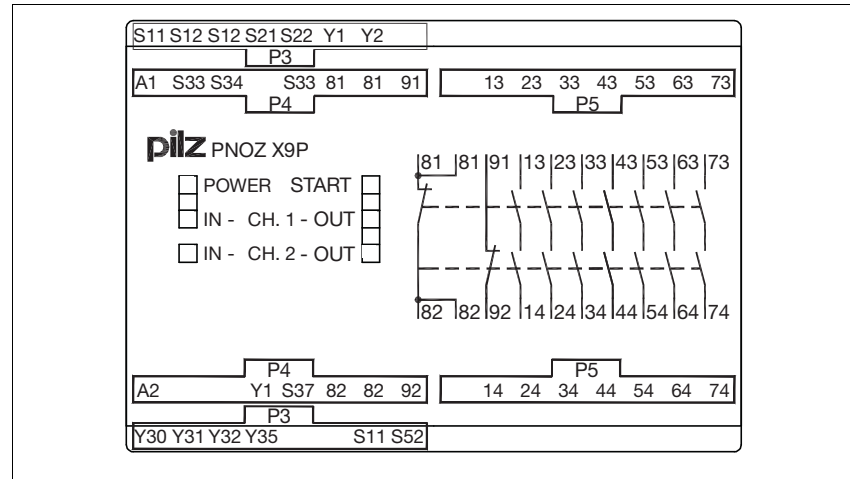 S11 S12 S12 S21 S22 Y1 Y2
P3
A1 S33 S34 S33 81 81 91 13 23 33 43 53 63 73
P4 P5
pilz PNOZ X9P
81 81 91 13 23 33 43 53 63 73
POWER START
IN - CH. 1 - OUT
IN - CH. 2 - OUT
82 82 92 14 24 34 44 54 64 74
P4 P5
A2 Y1 S37 82 82 92 14 24 34 44 54 64 74
P3
Y30 Y31 Y32 Y35 S11 S52